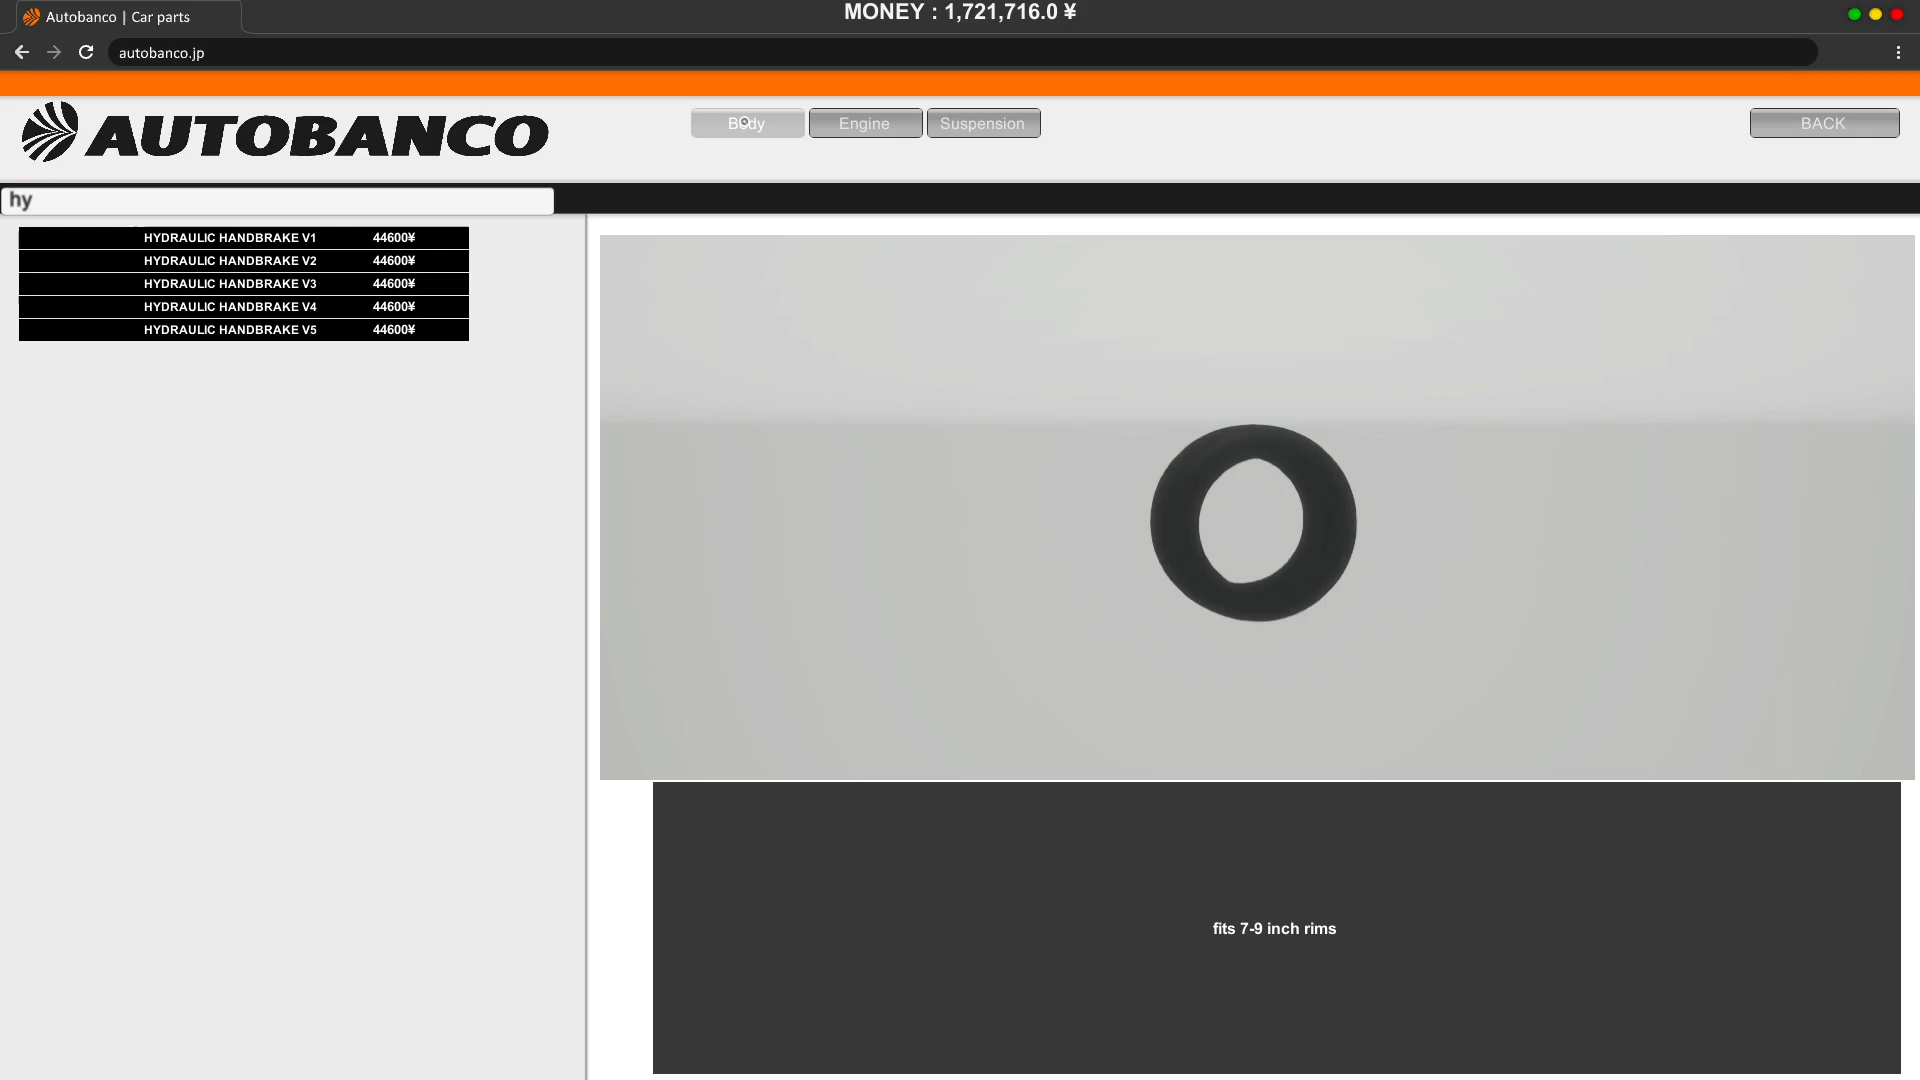 Autobanco | Car parts
MONEY : 1,721,716.0 ¥
autobanco.jp
AUTOBANCO
Body
Engine
Suspension
BACK
hy
HYDRAULIC HANDBRAKE V1 44600¥
HYDRAULIC HANDBRAKE V2 44600¥
HYDRAULIC HANDBRAKE V3 44600¥
HYDRAULIC HANDBRAKE V4 44600¥
HYDRAULIC HANDBRAKE V5 44600¥
fits 7-9 inch rims